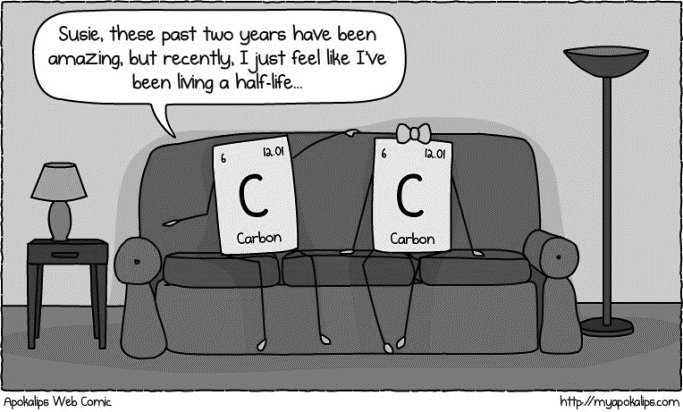 Susie, these past two years have been
amazing, but recently, I just feel like I've
been living a half-life...
6 12.01
C
Carbon
6 12.01
C
Carbon
Apokalips Web Comic
http://myapokalips.com